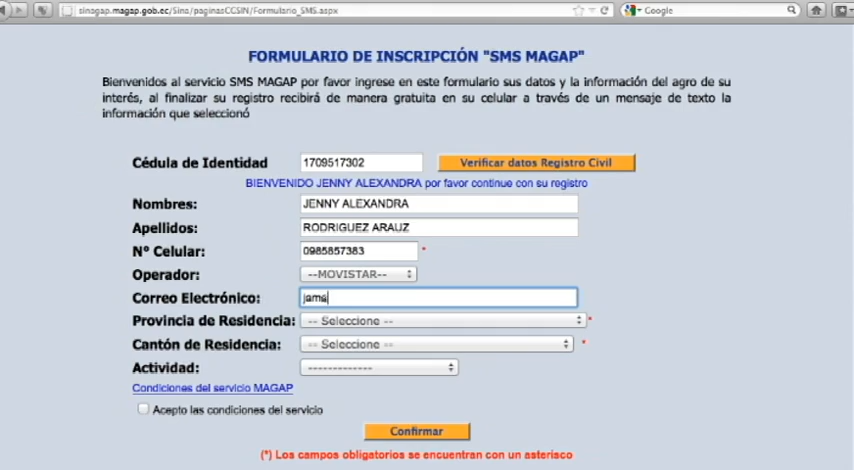 sinagap.magap.gob.ec/Sina/paginasCGSIN/Formulario_SMS.aspx
Google
FORMULARIO DE INSCRIPCIÓN "SMS MAGAP"
Bienvenidos al servicio SMS MAGAP por favor ingrese en este formulario sus datos y la información del agro de su
interés, al finalizar su registro recibirá de manera gratuita en su celular a través de un mensaje de texto la
información que seleccionó
Cédula de Identidad 1709517302 Verificar datos Registro Civil
BIENVENIDO JENNY ALEXANDRA por favor continue con su registro
Nombres: JENNY ALEXANDRA
Apellidos: RODRIGUEZ ARAUZ
Nº Celular: 0985857383 *
Operador: --MOVISTAR--
Correo Electrónico: jams
Provincia de Residencia: -- Seleccione -- *
Cantón de Residencia: -- Seleccione -- *
Actividad: -------------
Condiciones del servicio MAGAP
Acepto las condiciones del servicio
Confirmar
(*) Los campos obligatorios se encuentran con un asterisco